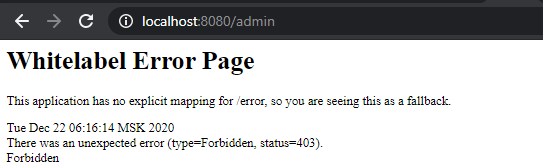 localhost:8080/admin
Whitelabel Error Page
This application has no explicit mapping for /error, so you are seeing this as a fallback.
Tue Dec 22 06:16:14 MSK 2020
There was an unexpected error (type=Forbidden, status=403).
Forbidden